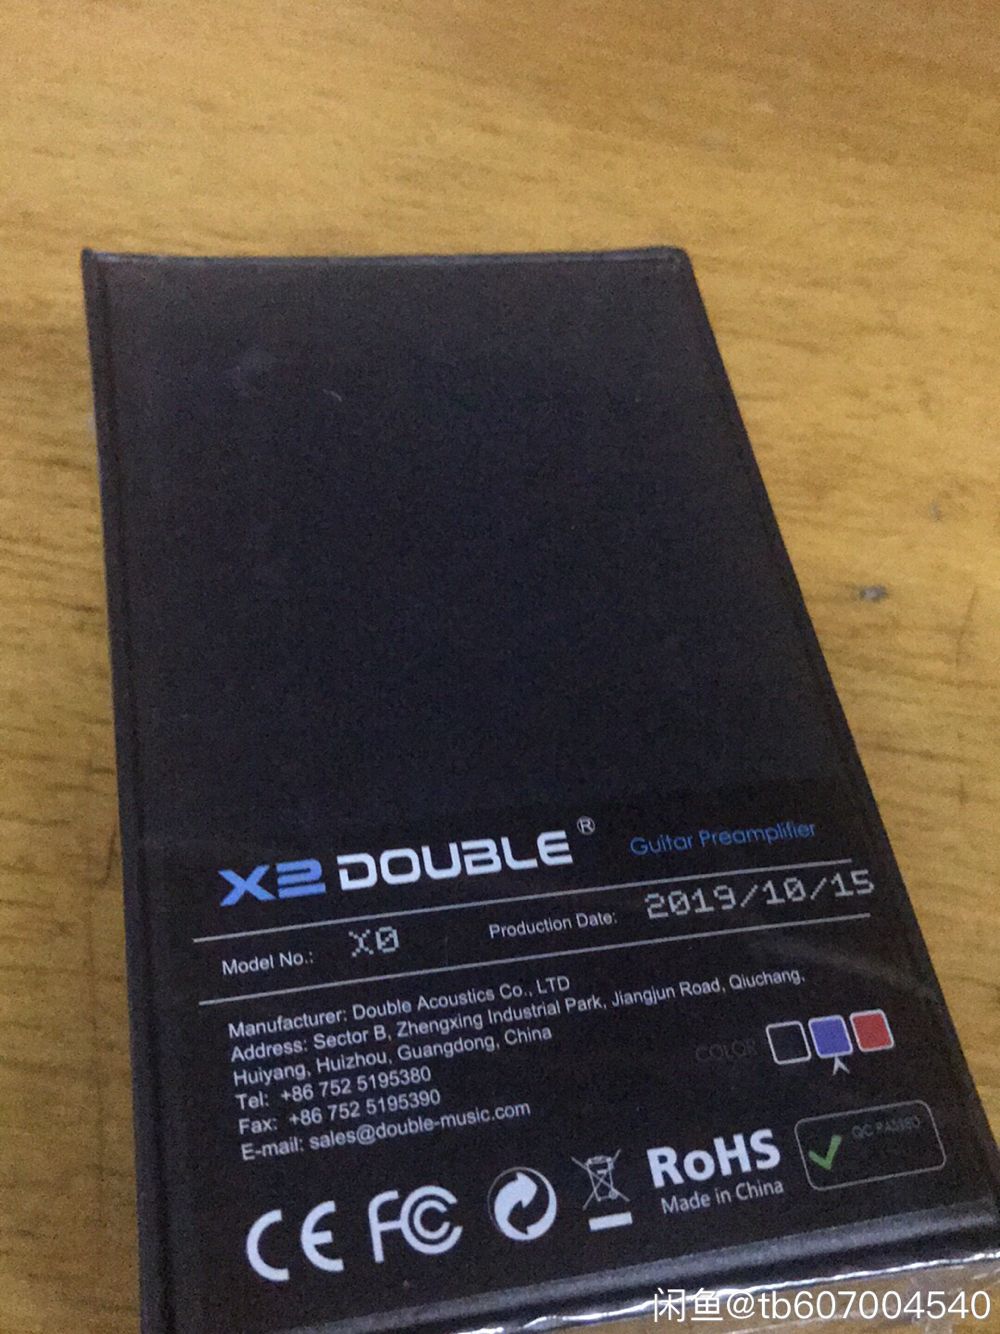 X2 DOUBLE ® Guitar Preamplifier
Model No.: X0 Production Date: 2019/10/15
Manufacturer: Double Acoustics Co., LTD
Address: Sector B, Zhengxing Industrial Park, Jiangjun Road, Qiuchang,
Huiyang, Huizhou, Guangdong, China
Tel: +86 752 5195380
Fax: +86 752 5195390
E-mail: sales@double-music.com
COLOR
QC PASSED
CE FC RoHS
Made in China
闲鱼@tb607004540